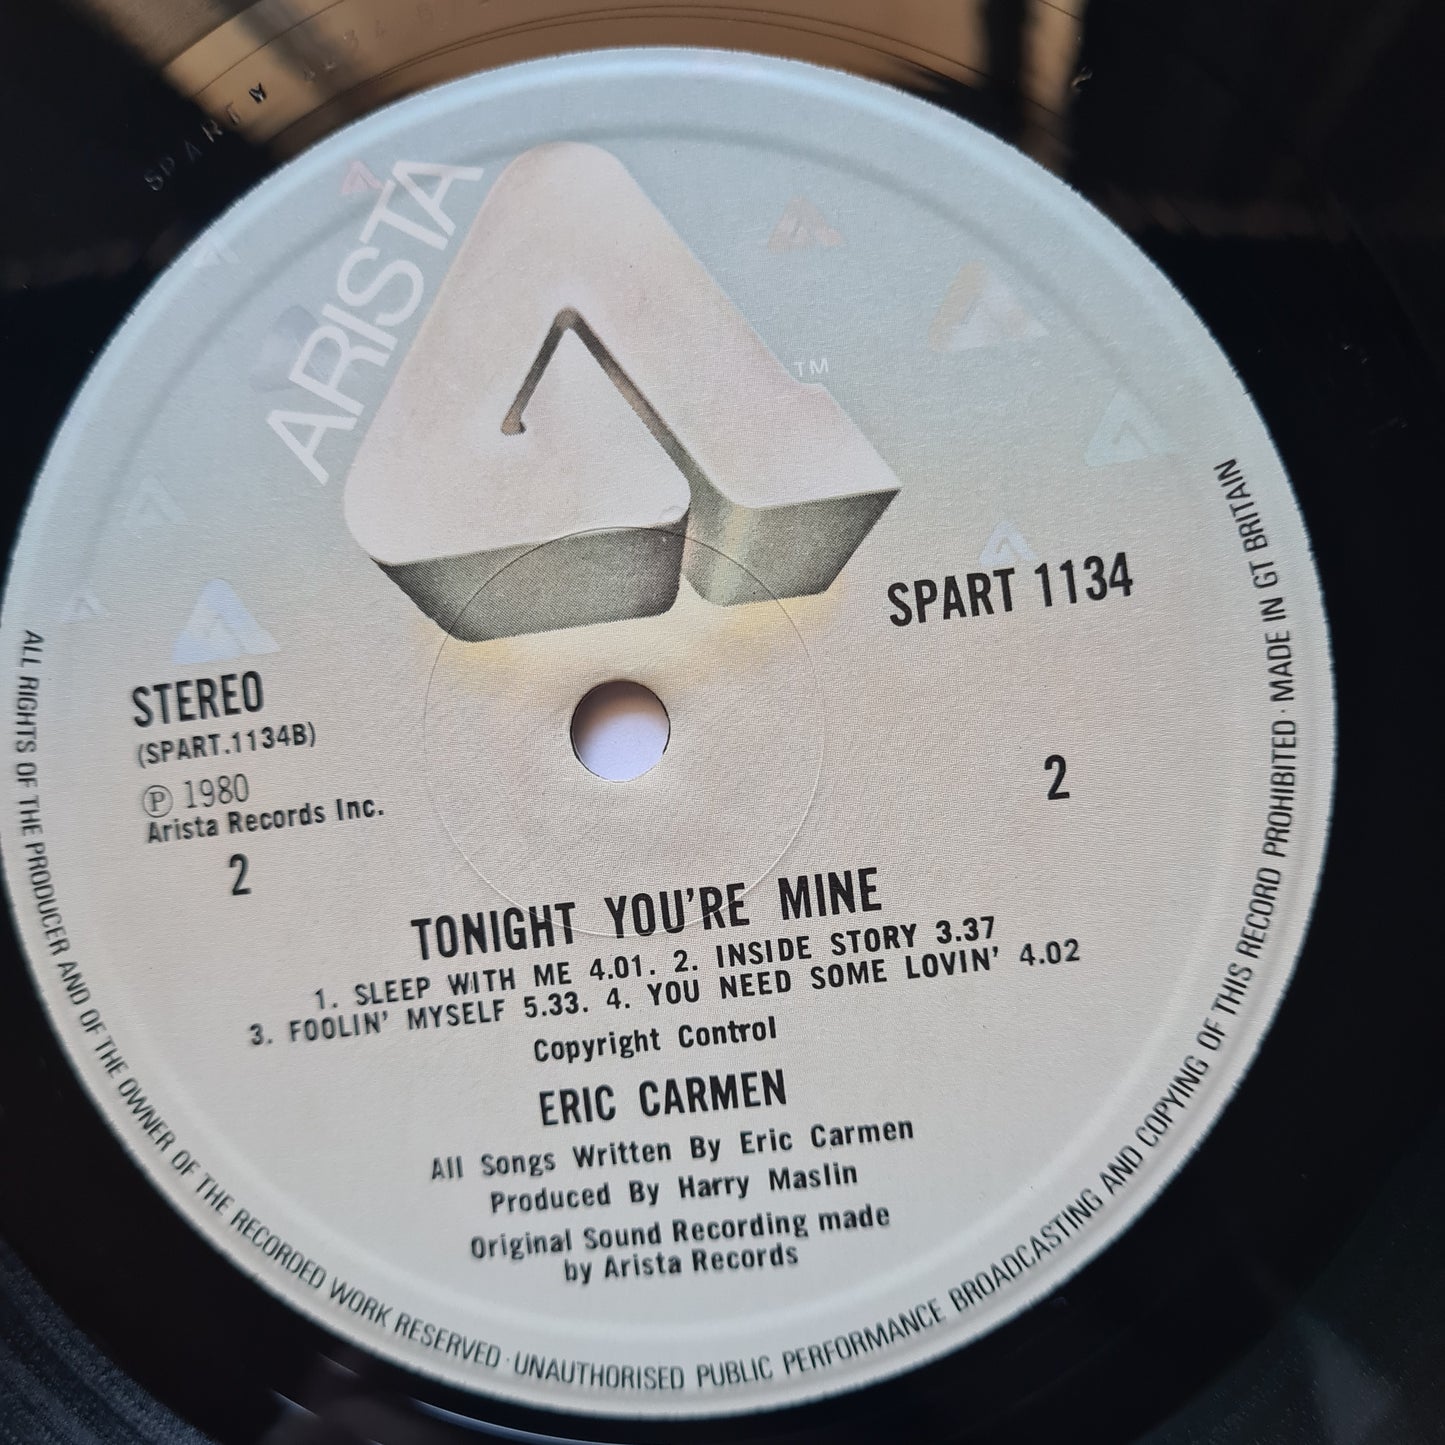 ARISTA
TM
SPART 1134
STEREO
(SPART.1134B)
Ⓟ 1980
Arista Records Inc.
2
2
TONIGHT YOU'RE MINE
1. SLEEP WITH ME 4.01. 2. INSIDE STORY 3.37
3. FOOLIN' MYSELF 5.33. 4. YOU NEED SOME LOVIN' 4.02
Copyright Control
ERIC CARMEN
All Songs Written By Eric Carmen
Produced By Harry Maslin
Original Sound Recording made
by Arista Records
ALL RIGHTS OF THE PRODUCER AND OF THE OWNER OF THE RECORDED WORK RESERVED · UNAUTHORISED PUBLIC PERFORMANCE BROADCASTING AND COPYING OF THIS RECORD PROHIBITED · MADE IN GT BRITAIN